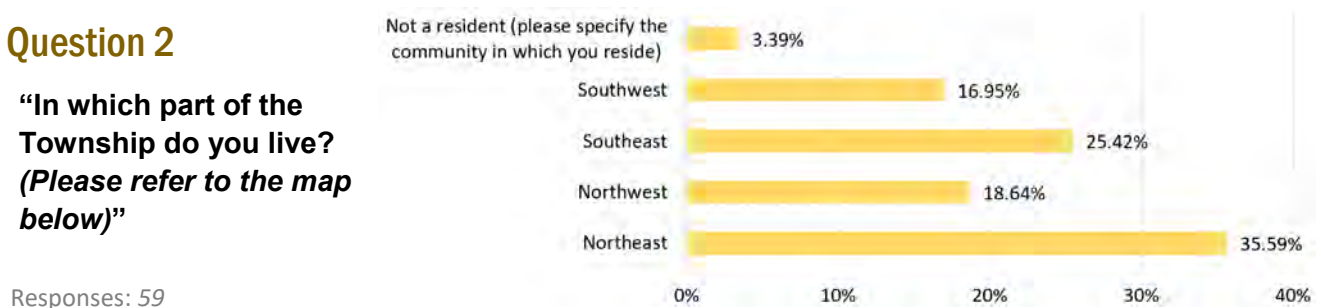 Question 2
“In which part of the
Township do you live?
(Please refer to the map
below)”
Responses: 59
Not a resident (please specify the
community in which you reside)
3.39%
Southwest
16.95%
Southeast
25.42%
Northwest
18.64%
Northeast
35.59%
0%
10%
20%
30%
40%